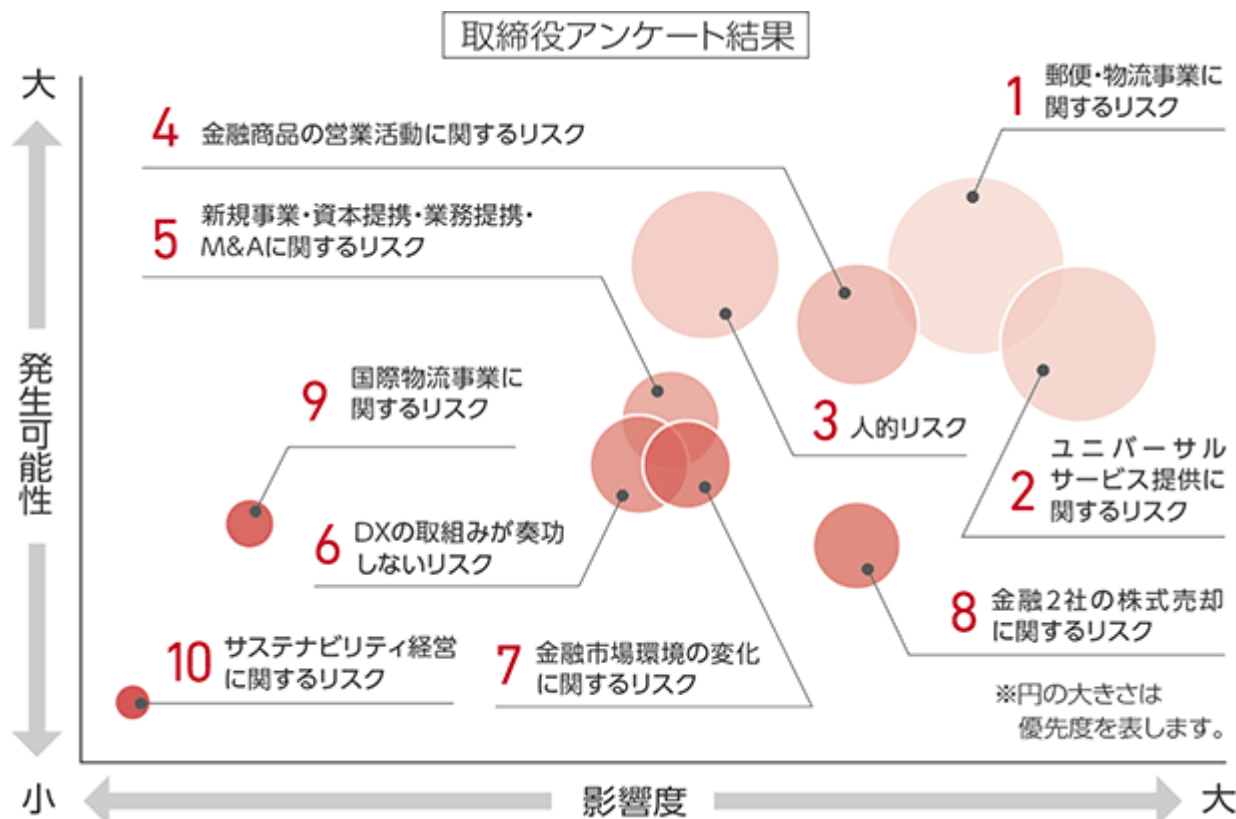 取締役アンケート結果
大
1 郵便・物流事業に
関するリスク
4 金融商品の営業活動に関するリスク
5 新規事業・資本提携・業務提携・
M&Aに関するリスク
発生可能性
9 国際物流事業に
関するリスク
3 人的リスク
2 ユニバーサル
サービス提供に
関するリスク
6 DXの取組みが奏功
しないリスク
8 金融2社の株式売却
に関するリスク
10 サステナビリティ経営
に関するリスク
7 金融市場環境の変化
に関するリスク
※円の大きさは
優先度を表します。
小
影響度
大